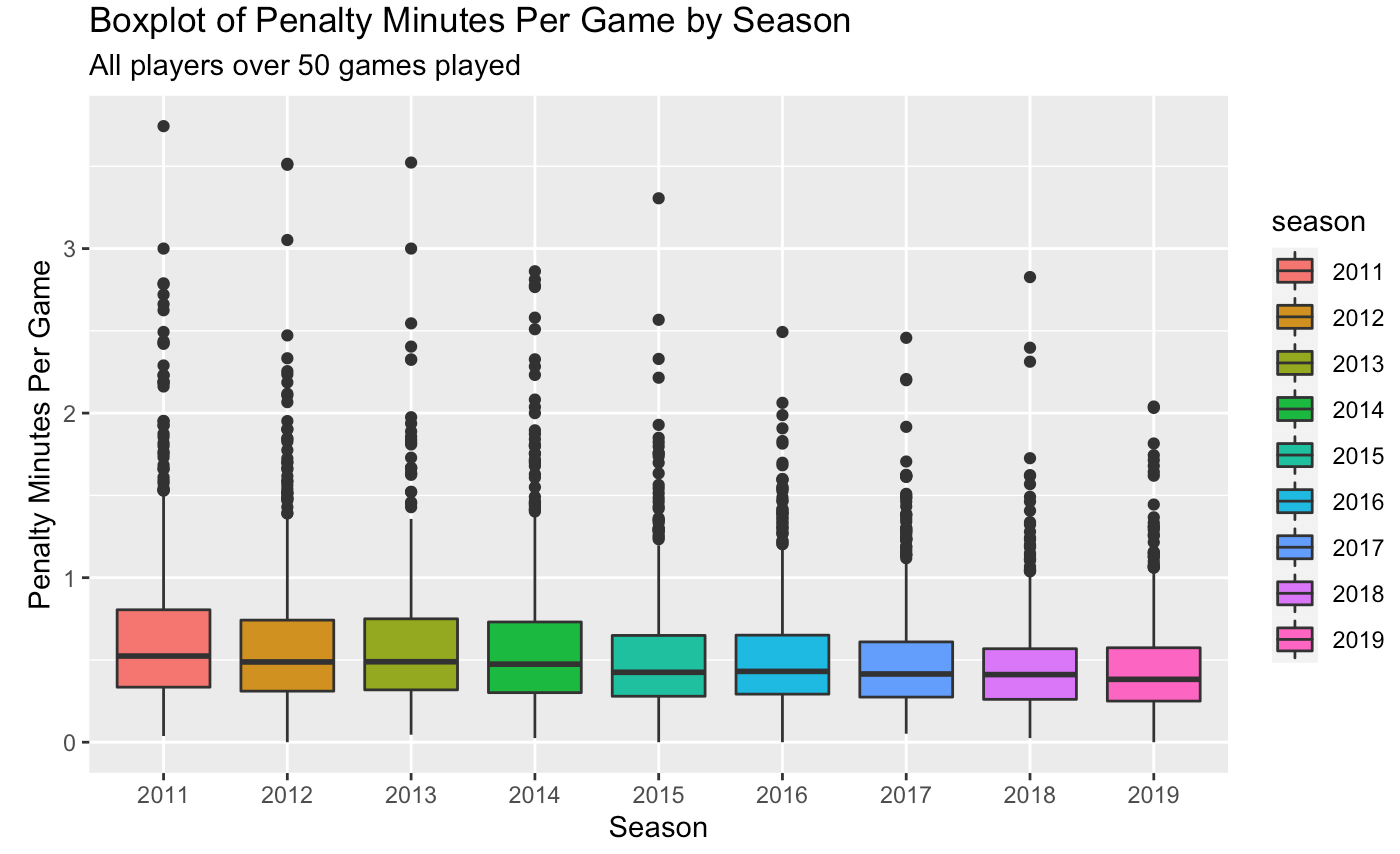 Boxplot of Penalty Minutes Per Game by Season
All players over 50 games played
Penalty Minutes Per Game
3
2
1
0
2011 2012 2013 2014 2015 2016 2017 2018 2019
Season
season
2011
2012
2013
2014
2015
2016
2017
2018
2019